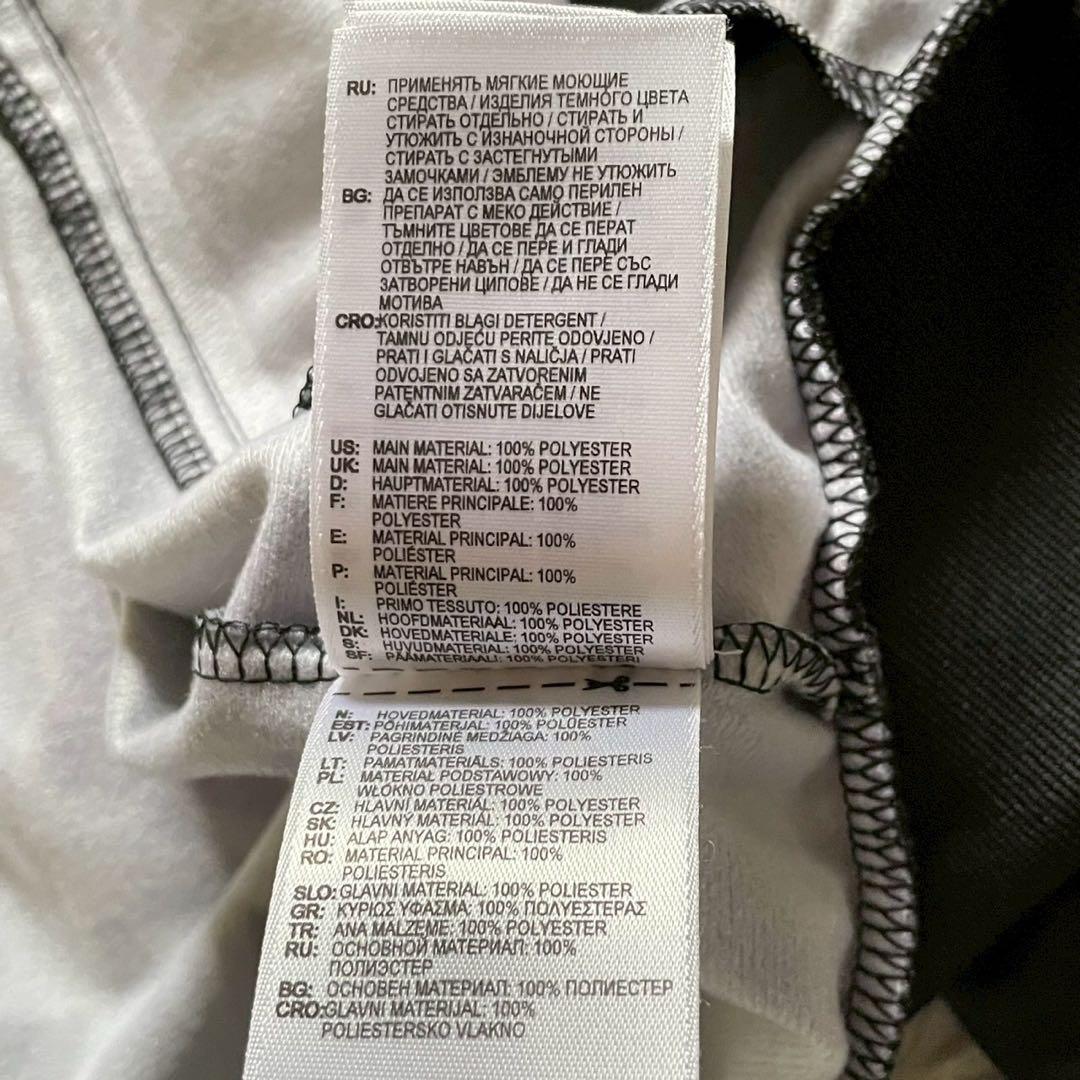 RU: ПРИМЕНЯТЬ МЯГКИЕ МОЮЩИЕ
СРЕДСТВА / ИЗДЕЛИЯ ТЕМНОГО ЦВЕТА
СТИРАТЬ ОТДЕЛЬНО / СТИРАТЬ И
УТЮЖИТЬ С ИЗНАНОЧНОЙ СТОРОНЫ /
СТИРАТЬ С ЗАСТЕГНУТЫМИ
ЗАМОЧКАМИ / ЭМБЛЕМУ НЕ УТЮЖИТЬ
BG: ДА СЕ ИЗПОЛЗВА САМО ПЕРИЛЕН
ПРЕПАРАТ С МЕКО ДЕЙСТВИЕ /
ТЪМНИТЕ ЦВЕТОВЕ ДА СЕ ПЕРАТ
ОТДЕЛНО / ДА СЕ ПЕРЕ И ГЛАДИ
ОТВЪТРЕ НАВЪН / ДА СЕ ПЕРЕ СЪС
ЗАТВОРЕНИ ЦИПОВЕ / ДА НЕ СЕ ГЛАДИ
МОТИВА
CRO: KORISTITI BLAGI DETERGENT /
TAMNU ODJEĆU PERITE ODOVJENO /
PRATI I GLAČATI S NALIČJA / PRATI
ODVOJENO SA ZATVORENIM
PATENTNIM ZATVARAČEM / NE
GLAČATI OTISNUTE DIJELOVE
US: MAIN MATERIAL: 100% POLYESTER
UK: MAIN MATERIAL: 100% POLYESTER
D: HAUPTMATERIAL: 100% POLYESTER
F: MATIERE PRINCIPALE: 100%
POLYESTER
E: MATERIAL PRINCIPAL: 100%
POLIÉSTER
P: MATERIAL PRINCIPAL: 100%
POLIÉSTER
I: PRIMO TESSUTO: 100% POLIESTERE
NL: HOOFDMATERIAAL: 100% POLYESTER
DK: HOVEDMATERIALE: 100% POLYESTER
S: HUVUDMATERIAL: 100% POLYESTER
SF: PÄÄMATERIAALI: 100% POLYESTERI
N: HOVEDMATERIAL: 100% POLYESTER
EST: PÕHIMATERJAL: 100% POLÜESTER
LV: PAGRINDINĖ MEDŽIAGA: 100%
POLIESTERIS
LT: PAMATMATERIĀLS: 100% POLIESTERIS
PL: MATERIAŁ PODSTAWOWY: 100%
WŁÓKNO POLIESTROWE
CZ: HLAVNÍ MATERIÁL: 100% POLYESTER
SK: HLAVNÝ MATERIÁL: 100% POLYESTER
HU: ALAP ANYAG: 100% POLIESTERIS
RO: MATERIAL PRINCIPAL: 100%
POLIESTERIS
SLO: GLAVNI MATERIAL: 100% POLIESTER
GR: ΚΥΡΙΩΣ ΥΦΑΣΜΑ: 100% ΠΟΛΥΕΣΤΕΡΑΣ
TR: ANA MALZEME: 100% POLYESTER
RU: ОСНОВНОЙ МАТЕРИАЛ: 100%
ПОЛИЭСТЕР
BG: ОСНОВЕН МАТЕРИАЛ: 100% ПОЛИЕСТЕР
CRO: GLAVNI MATERIJAL: 100%
POLIESTERSKO VLAKNO